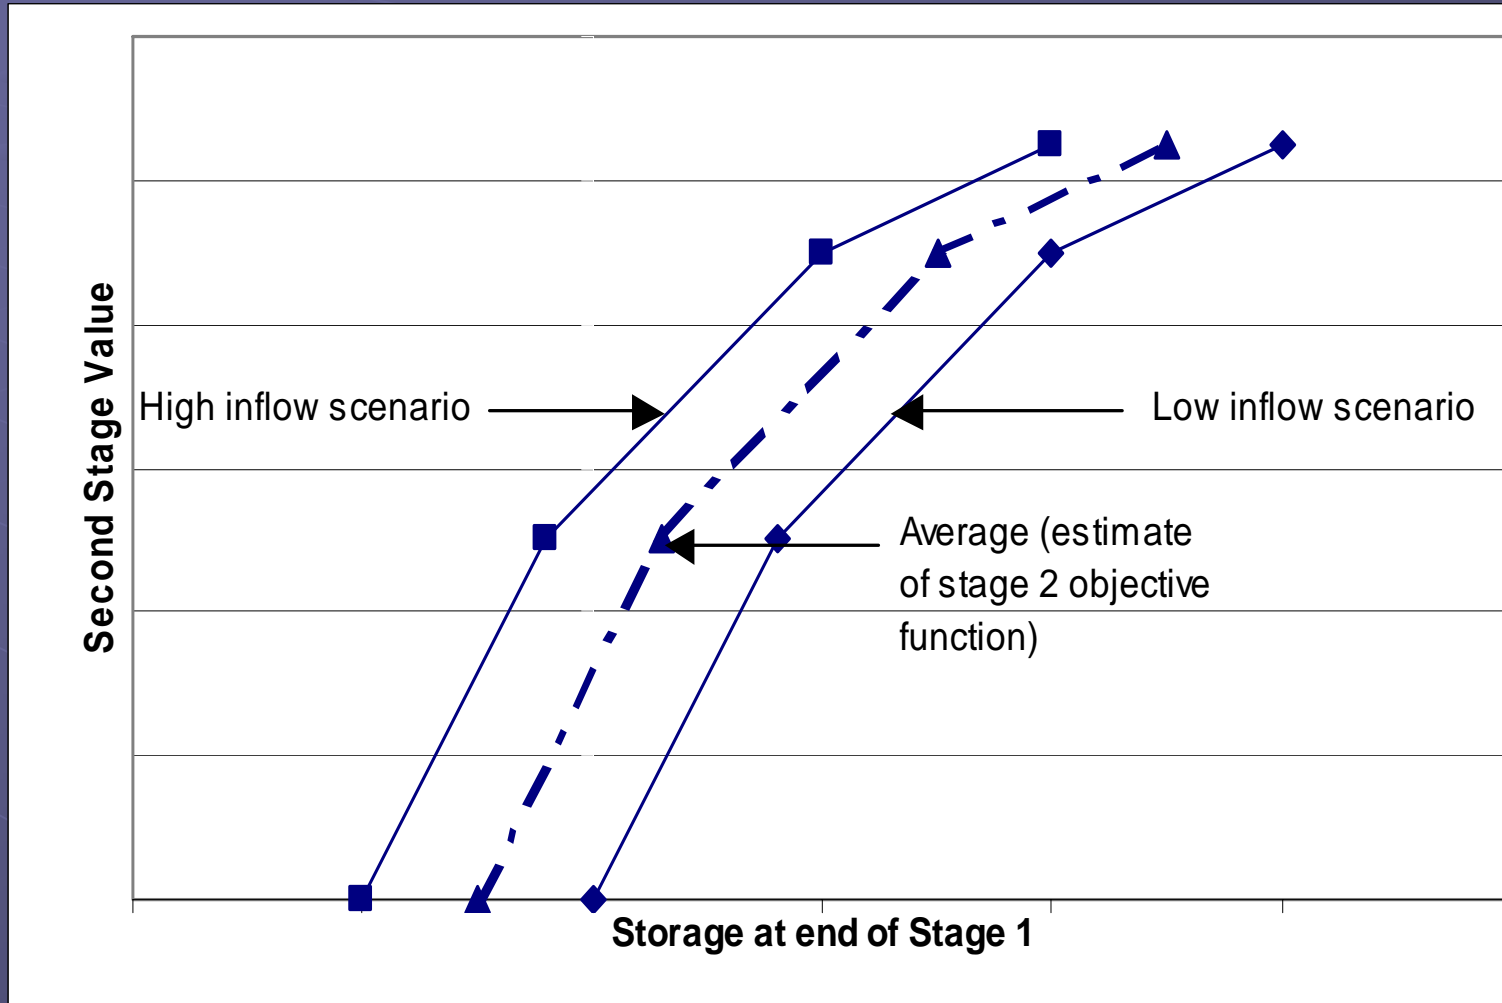 Second Stage Value
High inflow scenario
Low inflow scenario
Average (estimate
of stage 2 objective
function)
Storage at end of Stage 1